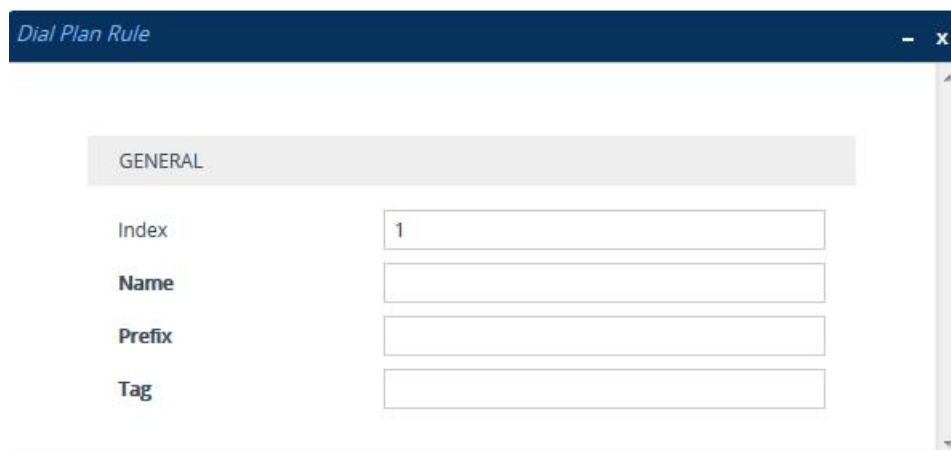 Dial Plan Rule – x
GENERAL
Index 1
Name
Prefix
Tag